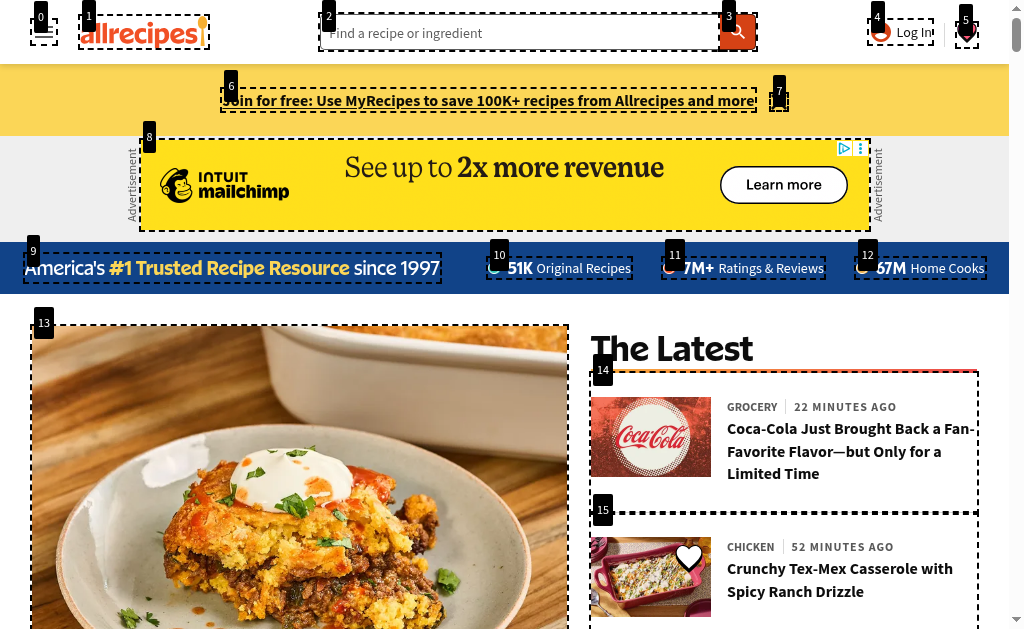 0
1
allrecipes
2
Find a recipe or ingredient
3
4
Log In
5
6
Join for free: Use MyRecipes to save 100K+ recipes from Allrecipes and more
7
8
Advertisement
INTUIT
mailchimp
See up to 2x more revenue
Learn more
Advertisement
9
America's #1 Trusted Recipe Resource since 1997
10
51K Original Recipes
11
7M+ Ratings & Reviews
12
67M Home Cooks
13
The Latest
14
Coca-Cola
GROCERY
22 MINUTES AGO
Coca-Cola Just Brought Back a Fan-
Favorite Flavor—but Only for a
Limited Time
15
CHICKEN
52 MINUTES AGO
Crunchy Tex-Mex Casserole with
Spicy Ranch Drizzle